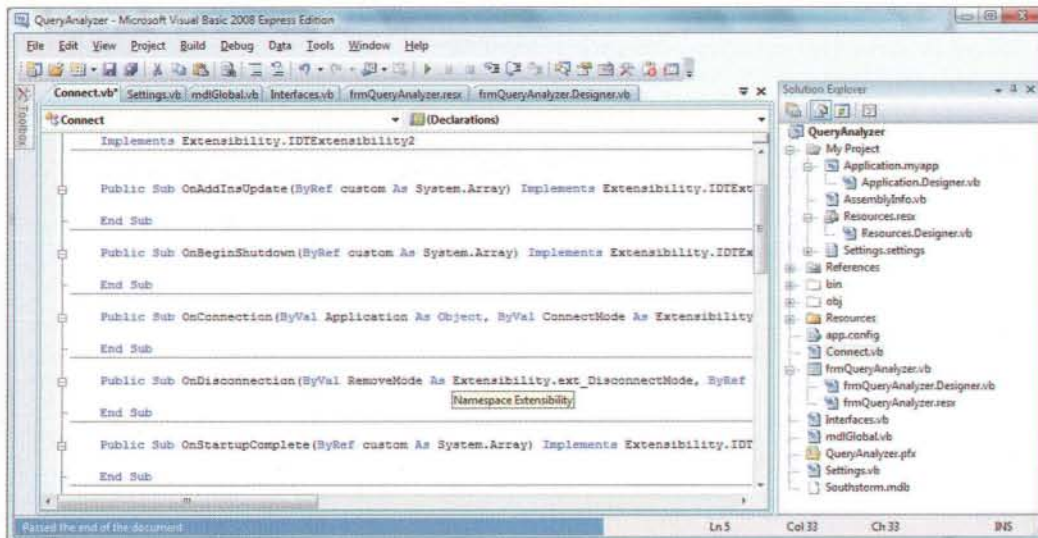 QueryAnalyzer - Microsoft Visual Basic 2008 Express Edition
File Edit View Project Build Debug Data Tools Window Help
Connect.vb* Settings.vb mdlGlobal.vb Interfaces.vb frmQueryAnalyzer.resx frmQueryAnalyzer.Designer.vb
Toolbox
Connect (Declarations)
Implements Extensibility.IDTExtensibility2
Public Sub OnAddInsUpdate(ByRef custom As System.Array) Implements Extensibility.IDTExt
End Sub
Public Sub OnBeginShutdown(ByRef custom As System.Array) Implements Extensibility.IDTEx
End Sub
Public Sub OnConnection(ByVal Application As Object, ByVal ConnectMode As Extensibility
End Sub
Public Sub OnDisconnection(ByVal RemoveMode As Extensibility.ext_DisconnectMode, ByRef
Namespace Extensibility
End Sub
Public Sub OnStartupComplete(ByRef custom As System.Array) Implements Extensibility.IDT
End Sub
Solution Explorer
QueryAnalyzer
My Project
Application.myapp
Application.Designer.vb
AssemblyInfo.vb
Resources.resx
Resources.Designer.vb
Settings.settings
References
bin
obj
Resources
app.config
Connect.vb
frmQueryAnalyzer.vb
frmQueryAnalyzer.Designer.vb
frmQueryAnalyzer.resx
Interfaces.vb
mdlGlobal.vb
QueryAnalyzer.pfx
Settings.vb
Southstorm.mdb
Passed the end of the document Ln 5 Col 33 Ch 33 INS